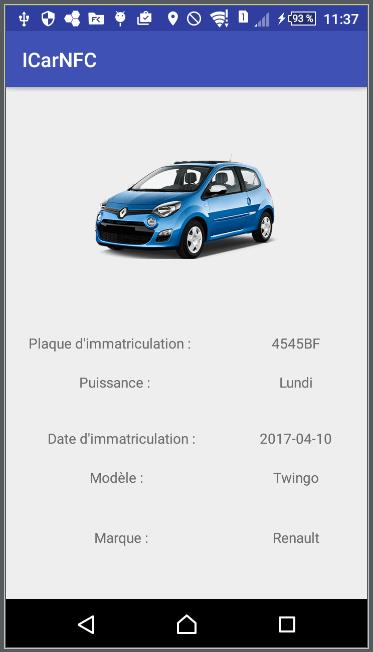 93 % 11:37
ICarNFC
Plaque d'immatriculation : 4545BF
Puissance : Lundi
Date d'immatriculation : 2017-04-10
Modèle : Twingo
Marque : Renault